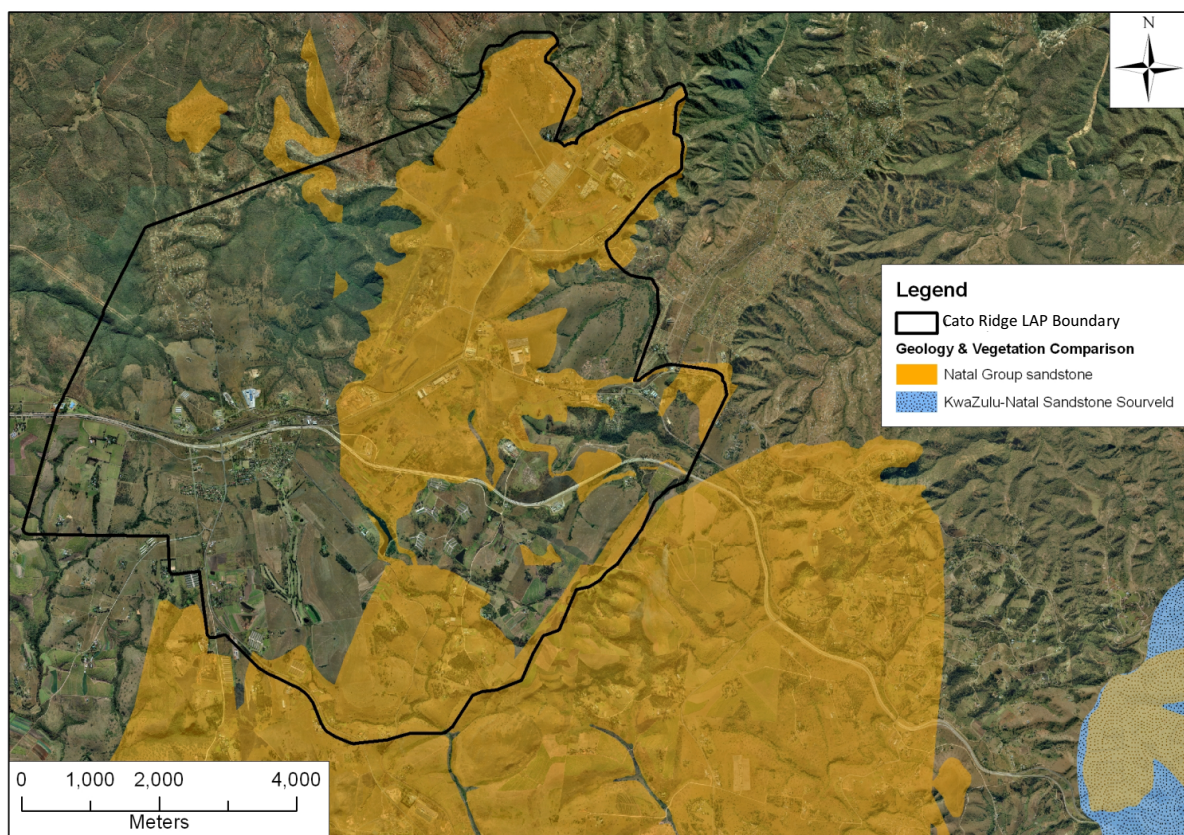 N
Legend
Cato Ridge LAP Boundary
Geology & Vegetation Comparison
Natal Group sandstone
KwaZulu-Natal Sandstone Sourveld
0 1,000 2,000 4,000
Meters